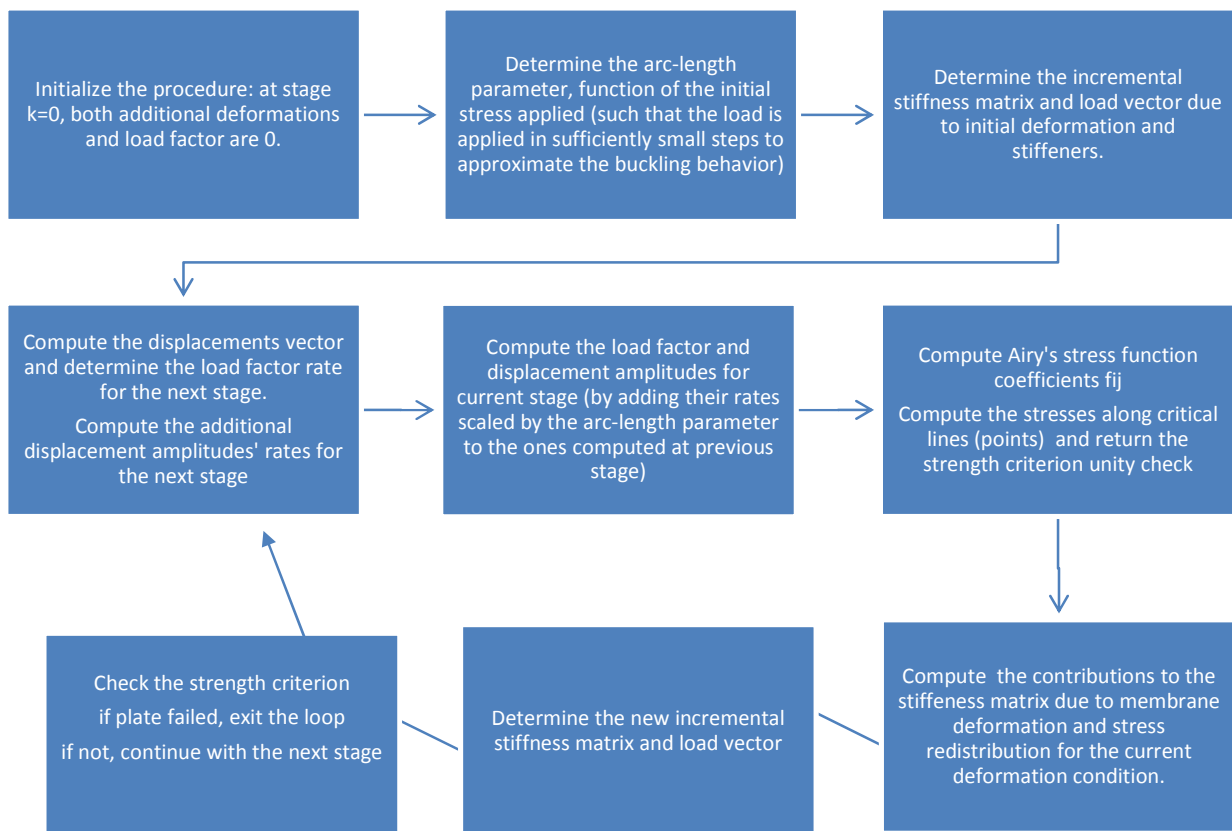 Initialize the procedure: at stage
k=0, both additional deformations
and load factor are 0.
Determine the arc-length
parameter, function of the initial
stress applied (such that the load is
applied in sufficiently small steps to
approximate the buckling behavior)
Determine the incremental
stiffness matrix and load vector due
to initial deformation and
stiffeners.
Compute the displacements vector
and determine the load factor rate
for the next stage.
Compute the additional
displacement amplitudes' rates for
the next stage
Compute the load factor and
displacement amplitudes for
current stage (by adding their rates
scaled by the arc-length parameter
to the ones computed at previous
stage)
Compute Airy's stress function
coefficients fij
Compute the stresses along critical
lines (points) and return the
strength criterion unity check
Check the strength criterion
if plate failed, exit the loop
if not, continue with the next stage
Determine the new incremental
stiffness matrix and load vector
Compute the contributions to the
stiffeness matrix due to membrane
deformation and stress
redistribution for the current
deformation condition.